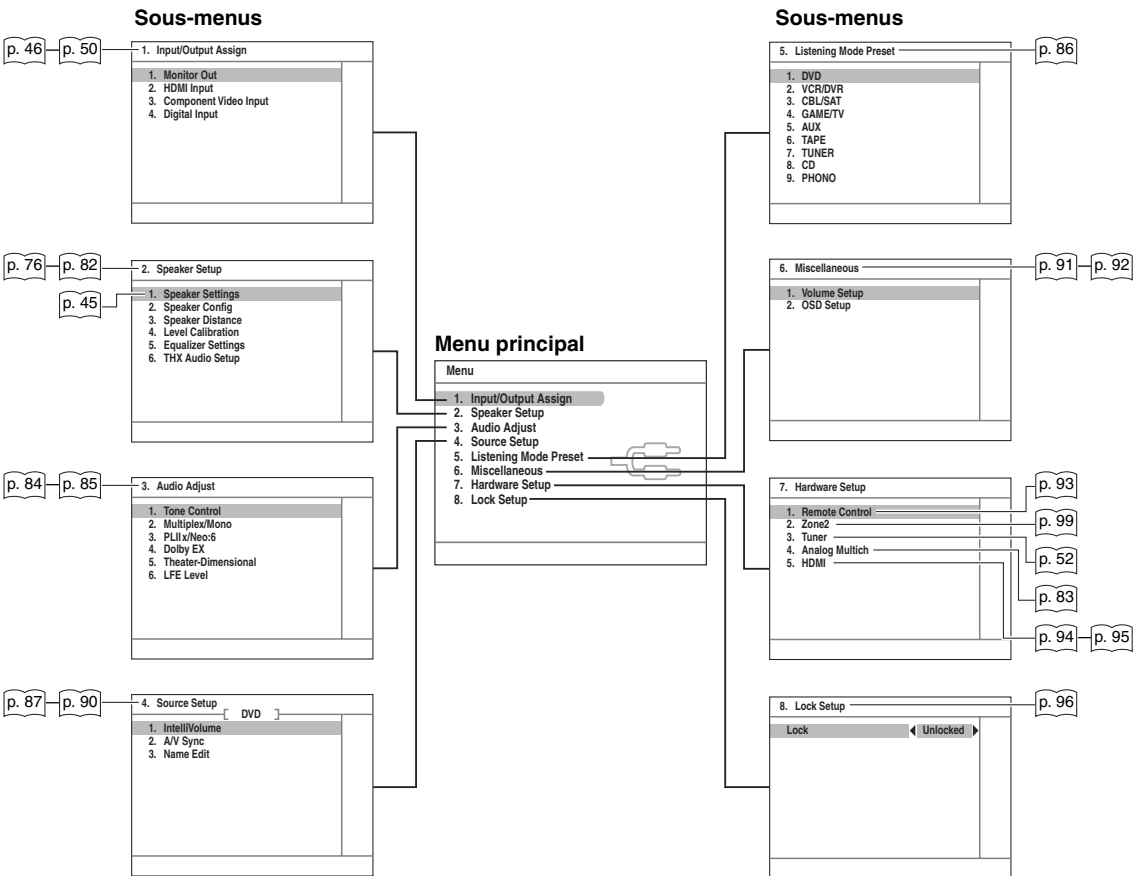 Sous-menus
p. 46 p. 50
1. Input/Output Assign
1. Monitor Out
2. HDMI Input
3. Component Video Input
4. Digital Input
p. 76 p. 82
2. Speaker Setup
p. 45
1. Speaker Settings
2. Speaker Config
3. Speaker Distance
4. Level Calibration
5. Equalizer Settings
6. THX Audio Setup
p. 84 p. 85
3. Audio Adjust
1. Tone Control
2. Multiplex/Mono
3. PLIIx/Neo:6
4. Dolby EX
5. Theater-Dimensional
6. LFE Level
p. 87 p. 90
4. Source Setup
DVD
1. IntelliVolume
2. A/V Sync
3. Name Edit
Menu principal
Menu
1. Input/Output Assign
2. Speaker Setup
3. Audio Adjust
4. Source Setup
5. Listening Mode Preset
6. Miscellaneous
7. Hardware Setup
8. Lock Setup
Sous-menus
5. Listening Mode Preset
p. 86
1. DVD
2. VCR/DVR
3. CBL/SAT
4. GAME/TV
5. AUX
6. TAPE
7. TUNER
8. CD
9. PHONO
6. Miscellaneous
p. 91 p. 92
1. Volume Setup
2. OSD Setup
7. Hardware Setup
1. Remote Control
2. Zone2
3. Tuner
4. Analog Multich
5. HDMI
p. 93
p. 99
p. 52
p. 83
p. 94 p. 95
8. Lock Setup
p. 96
Lock Unlocked